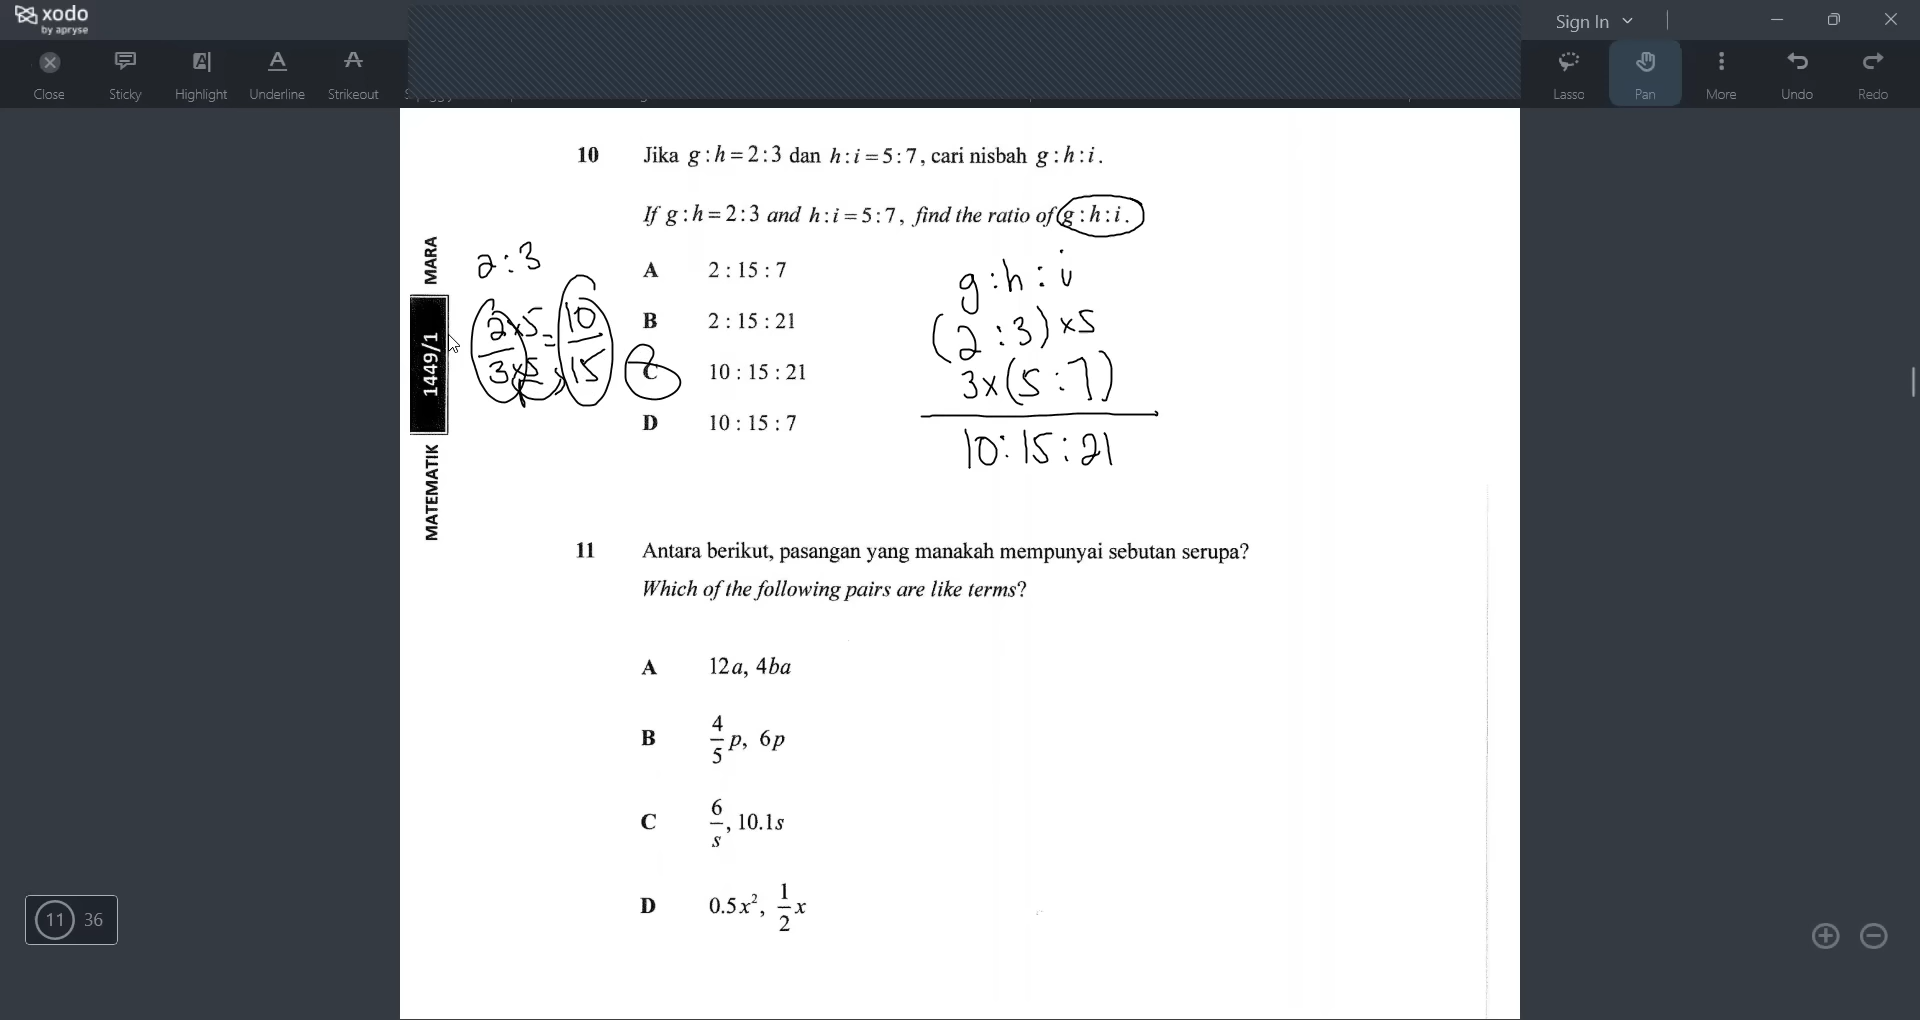 xodo
by apryse
Sign In
Close
Sticky
Highlight
Underline
Strikeout
Lasso
Pan
More
Undo
Redo
10 Jika g : h = 2 : 3 dan h : i = 5 : 7, cari nisbah g : h : i.
If g : h = 2 : 3 and h : i = 5 : 7, find the ratio of g : h : i.
MATEMATIK 1449/1 MARA
2 : 3
2×5/3×5 = 10/15
A 2 : 15 : 7
B 2 : 15 : 21
C 10 : 15 : 21
D 10 : 15 : 7
g : h : i
(2 : 3) ×5
3×(5 : 7)
10 : 15 : 21
11 Antara berikut, pasangan yang manakah mempunyai sebutan serupa?
Which of the following pairs are like terms?
A 12a, 4ba
B 4/5 p, 6p
C 6/s, 10.1s
D 0.5x², 1/2 x
11 36